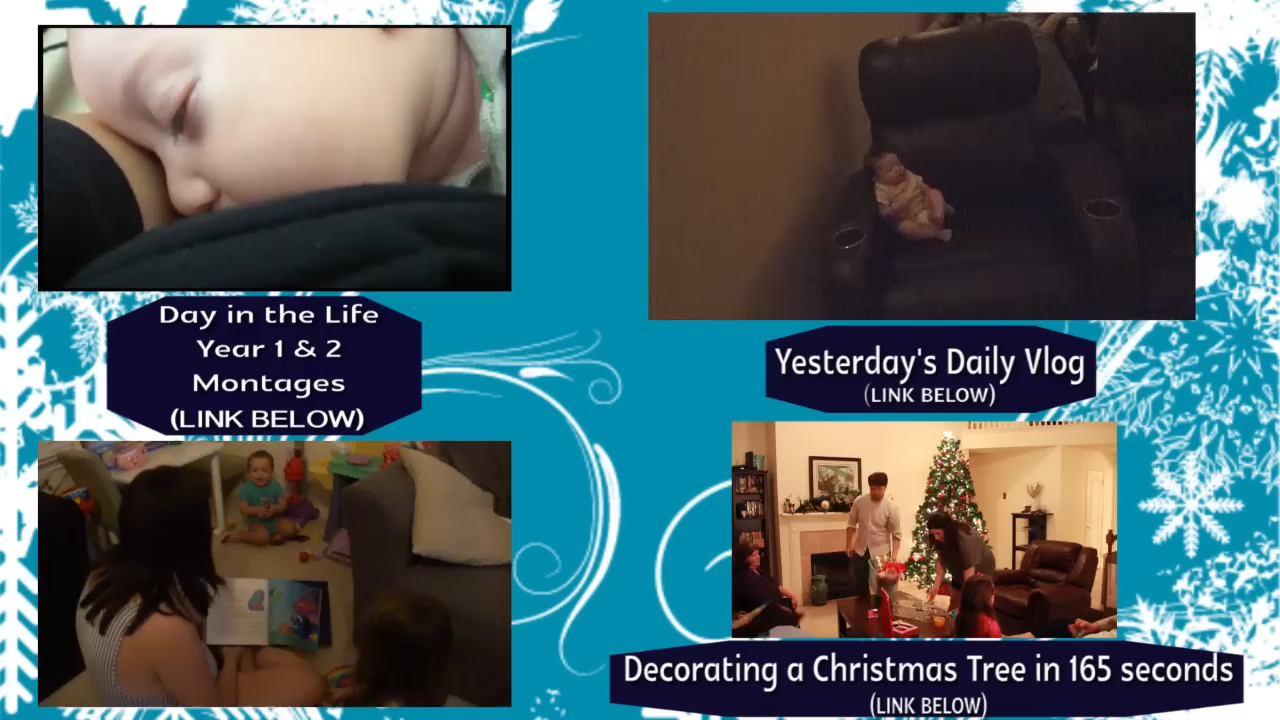 Day in the Life
Year 1 & 2
Montages
(LINK BELOW)
Yesterday's Daily Vlog
(LINK BELOW)
Decorating a Christmas Tree in 165 seconds
(LINK BELOW)